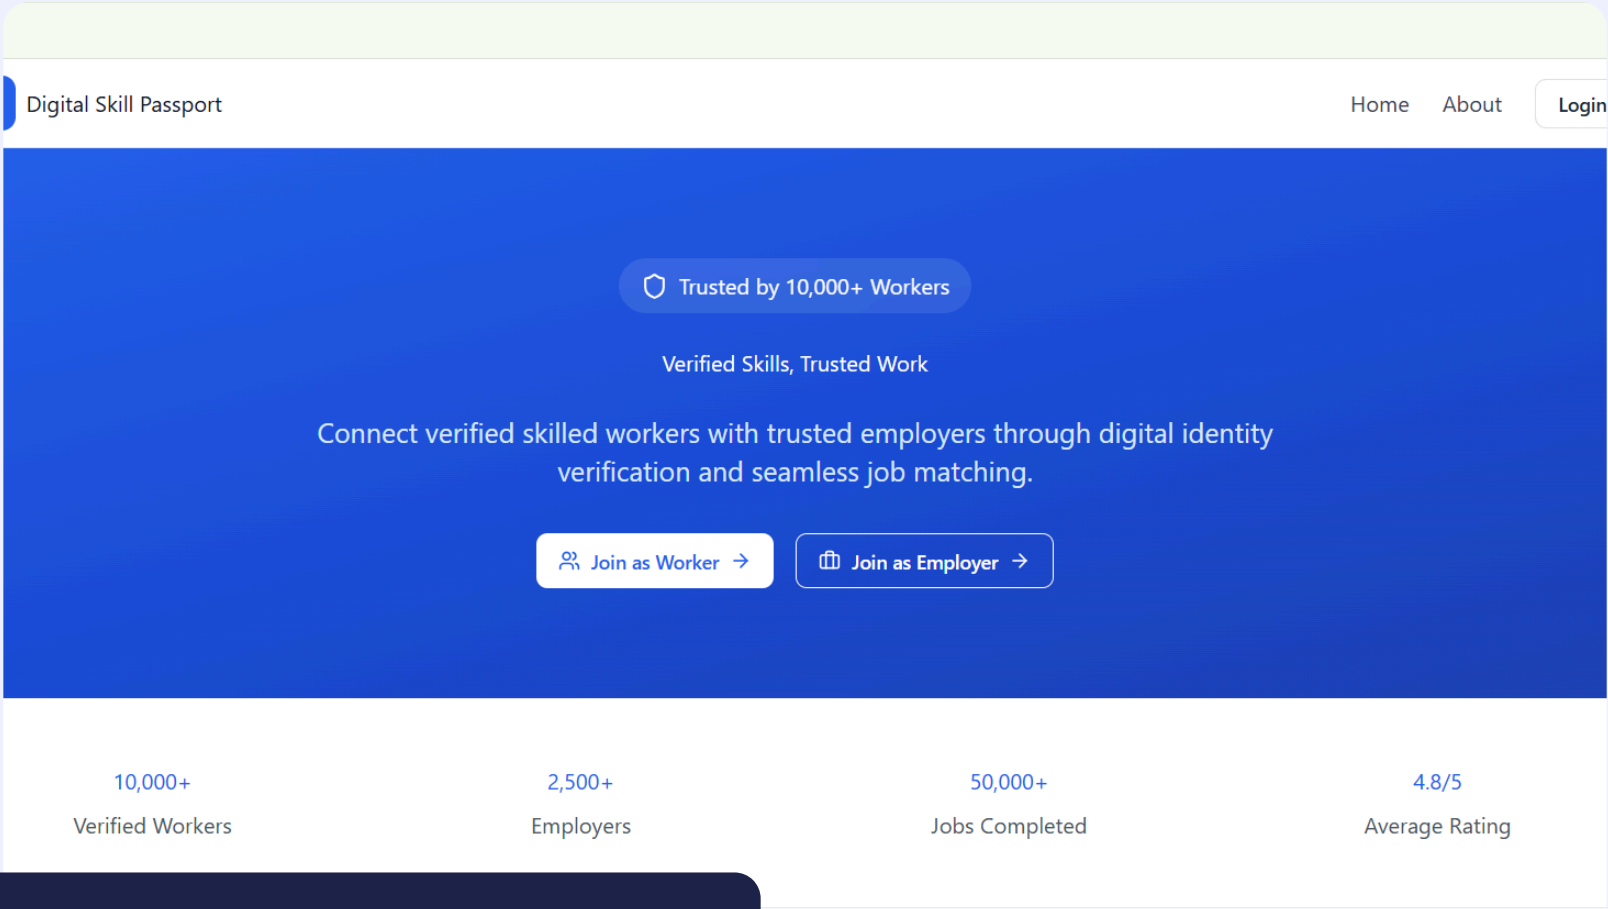 Digital Skill Passport
Home
About
Login
Trusted by 10,000+ Workers
Verified Skills, Trusted Work
Connect verified skilled workers with trusted employers through digital identity
verification and seamless job matching.
Join as Worker
Join as Employer
10,000+
Verified Workers
2,500+
Employers
50,000+
Jobs Completed
4.8/5
Average Rating